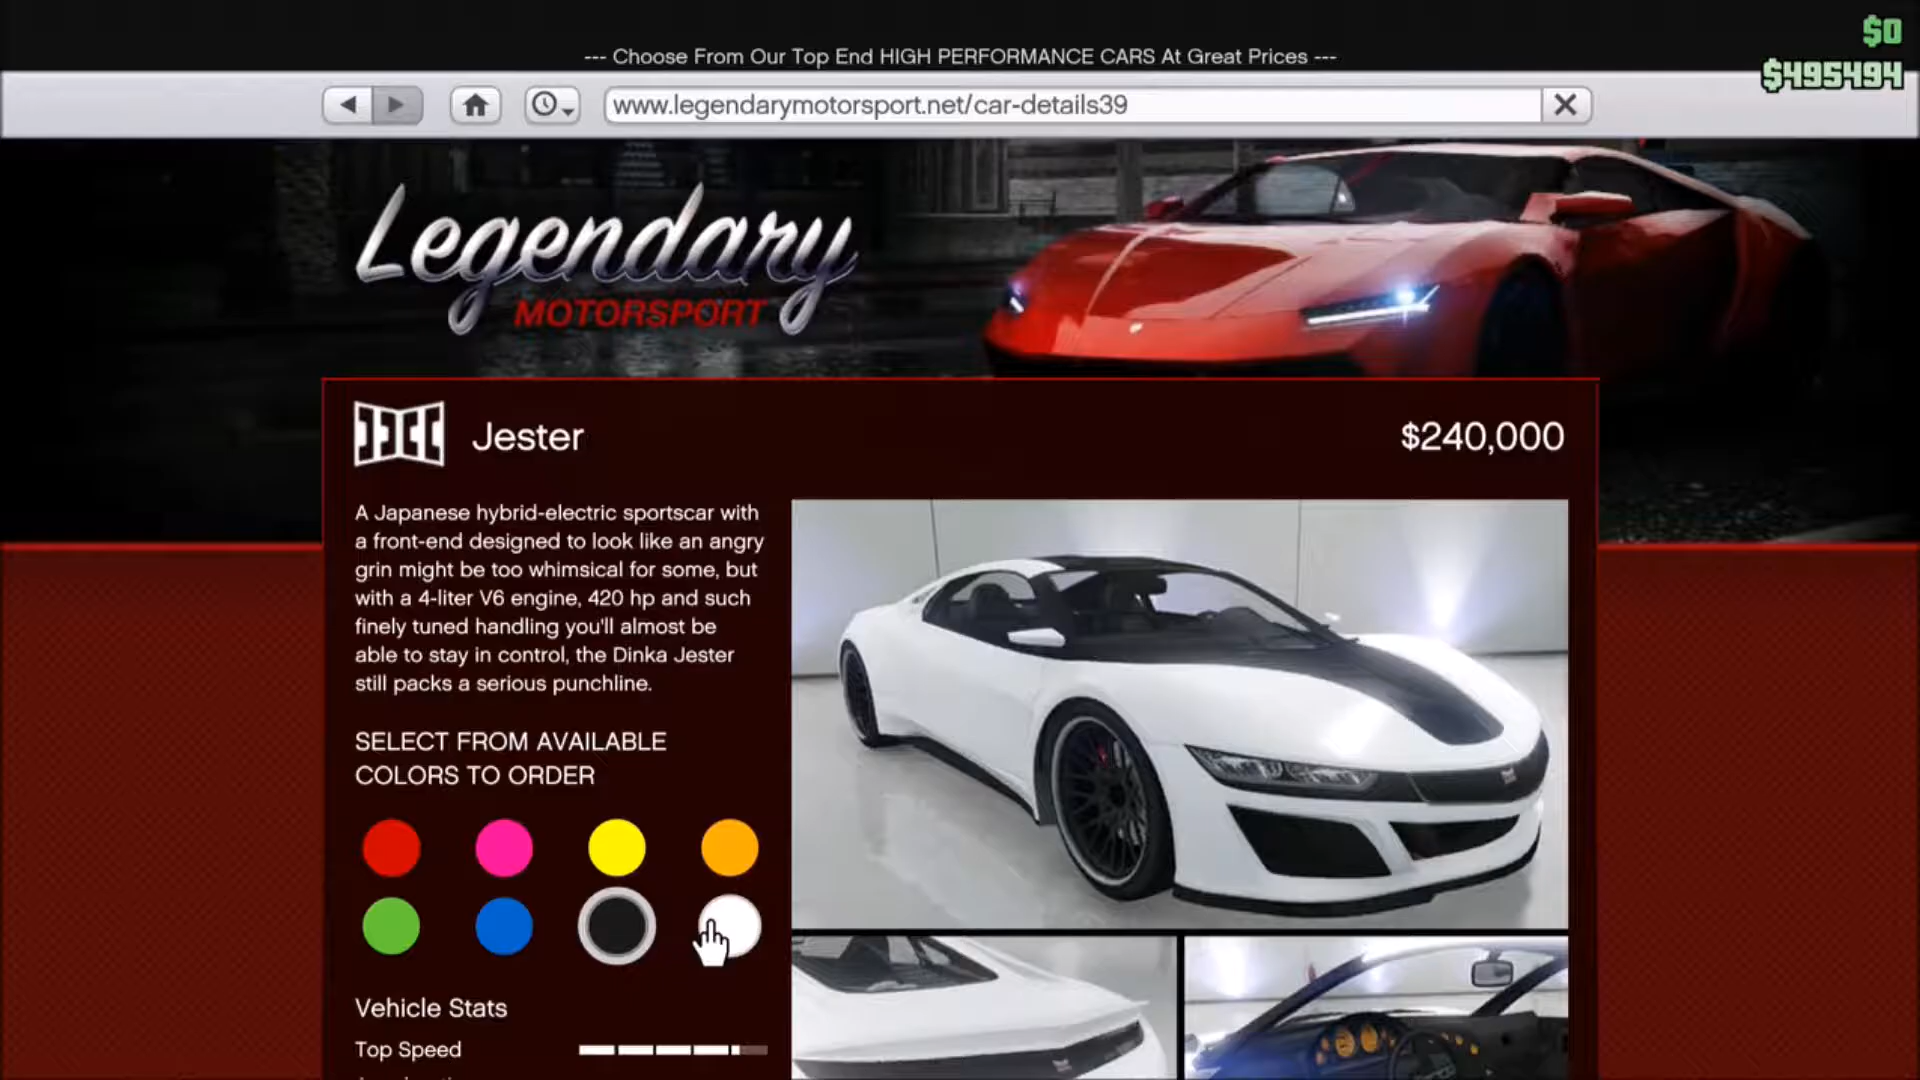 $0
--- Choose From Our Top End HIGH PERFORMANCE CARS At Great Prices ---
$495494
www.legendarymotorsport.net/car-details39
Legendary
MOTORSPORT
Jester
$240,000
A Japanese hybrid-electric sportscar with
a front-end designed to look like an angry
grin might be too whimsical for some, but
with a 4-liter V6 engine, 420 hp and such
finely tuned handling you'll almost be
able to stay in control, the Dinka Jester
still packs a serious punchline.
SELECT FROM AVAILABLE
COLORS TO ORDER
Vehicle Stats
Top Speed